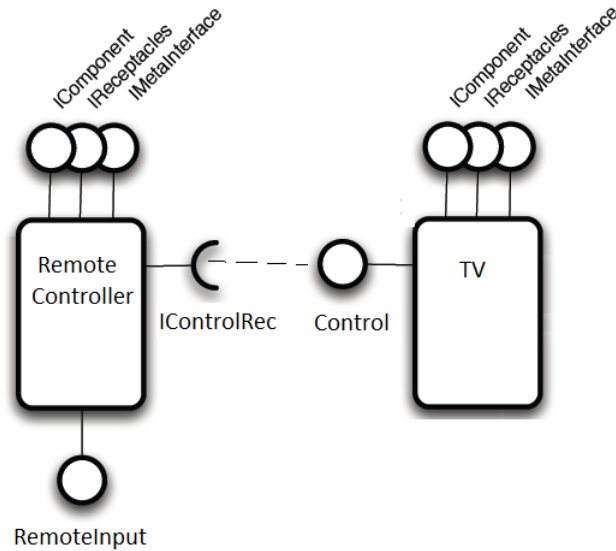 IComponent
IReceptacles
IMetaInterface
IComponent
IReceptacles
IMetaInterface
Remote
Controller
TV
IControlRec
Control
RemoteInput